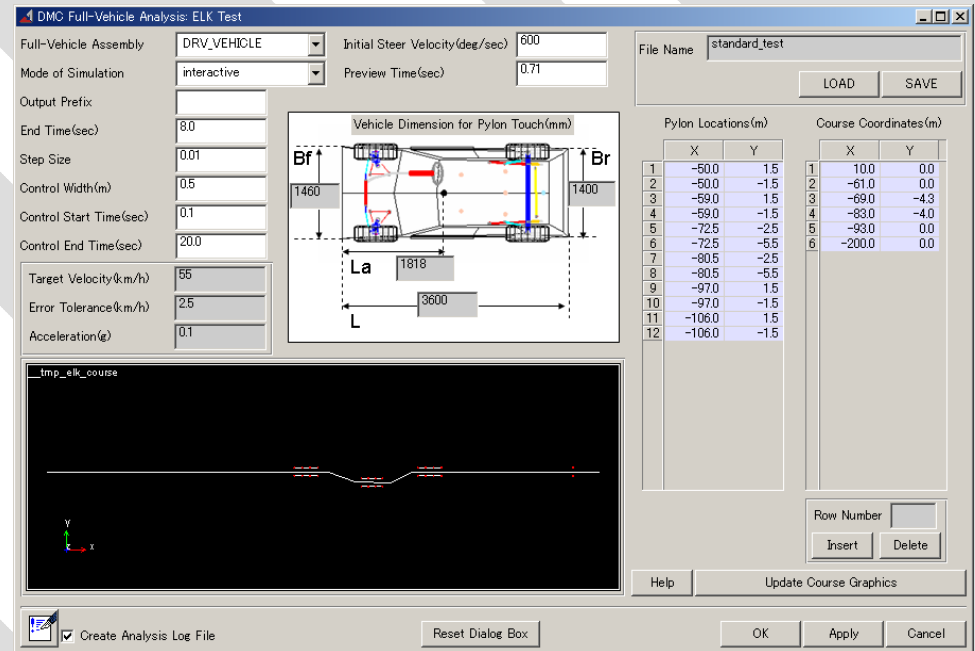 DMC Full-Vehicle Analysis: ELK Test
Full-Vehicle Assembly DRV_VEHICLE
Mode of Simulation interactive
Output Prefix
End Time(sec) 8.0
Step Size 0.01
Control Width(m) 0.5
Control Start Time(sec) 0.1
Control End Time(sec) 20.0
Target Velocity(km/h) 55
Error Tolerance(km/h) 2.5
Acceleration(g) 0.1
Initial Steer Velocity(deg/sec) 600
Preview Time(sec) 0.71
Vehicle Dimension for Pylon Touch(mm)
Bf Br
1460 1400
La 1818
3600
L
File Name standard_test
LOAD SAVE
Pylon Locations(m)
X Y
1 -50.0 1.5
2 -50.0 -1.5
3 -59.0 1.5
4 -59.0 -1.5
5 -72.5 -2.5
6 -72.5 -5.5
7 -80.5 -2.5
8 -80.5 -5.5
9 -97.0 1.5
10 -97.0 -1.5
11 -106.0 1.5
12 -106.0 -1.5
Course Coordinates(m)
X Y
1 10.0 0.0
2 -61.0 0.0
3 -69.0 -4.3
4 -83.0 -4.0
5 -93.0 0.0
6 -200.0 0.0
Row Number
Insert Delete
__tmp_elk_course
Y
X
Help Update Course Graphics
Create Analysis Log File Reset Dialog Box OK Apply Cancel